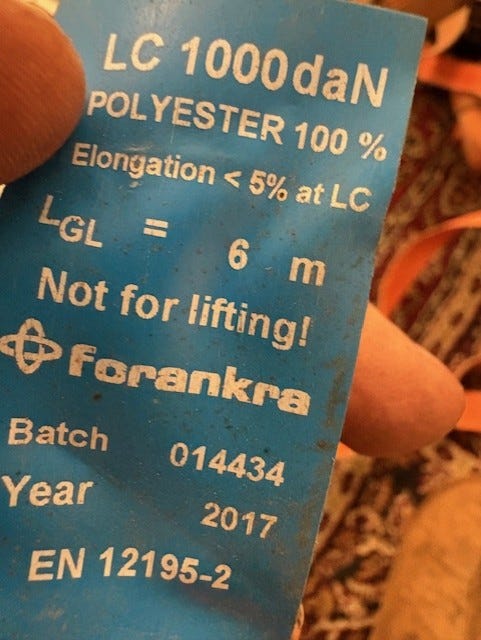 LC 1000daN
POLYESTER 100 %
Elongation < 5% at LC
LGL = 6 m
Not for lifting!
forankra
Batch 014434
Year 2017
EN 12195-2